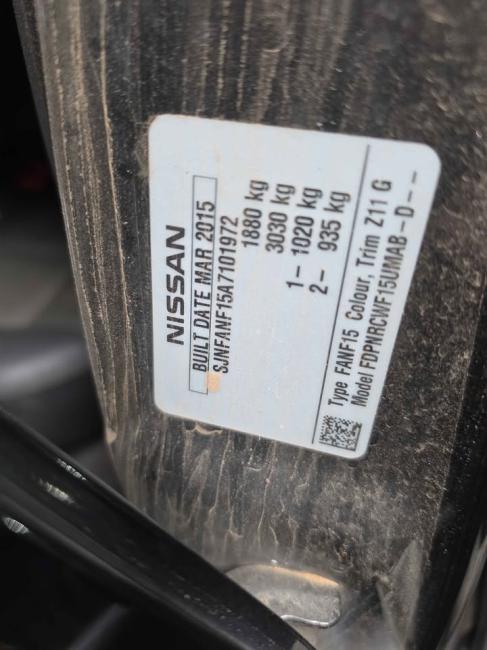 NISSAN
BUILT DATE MAR 2015
SJNFANF15A7101972
1880 kg
3030 kg
1- 1020 kg
2- 935 kg
Type FANF15 Colour, Trim Z11 G
Model FDPNRCWF15UMAB-D--